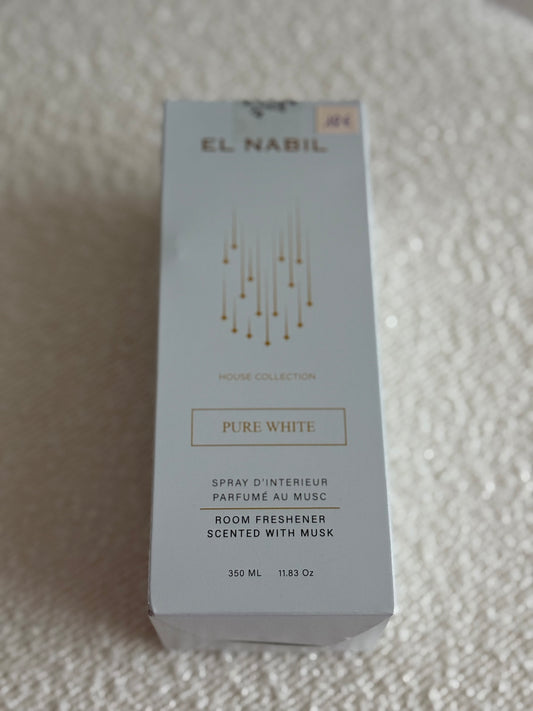 EL NABIL
HOUSE COLLECTION
PURE WHITE
SPRAY D'INTERIEUR
PARFUMÉ AU MUSC
ROOM FRESHENER
SCENTED WITH MUSK
350 ML 11.83 Oz